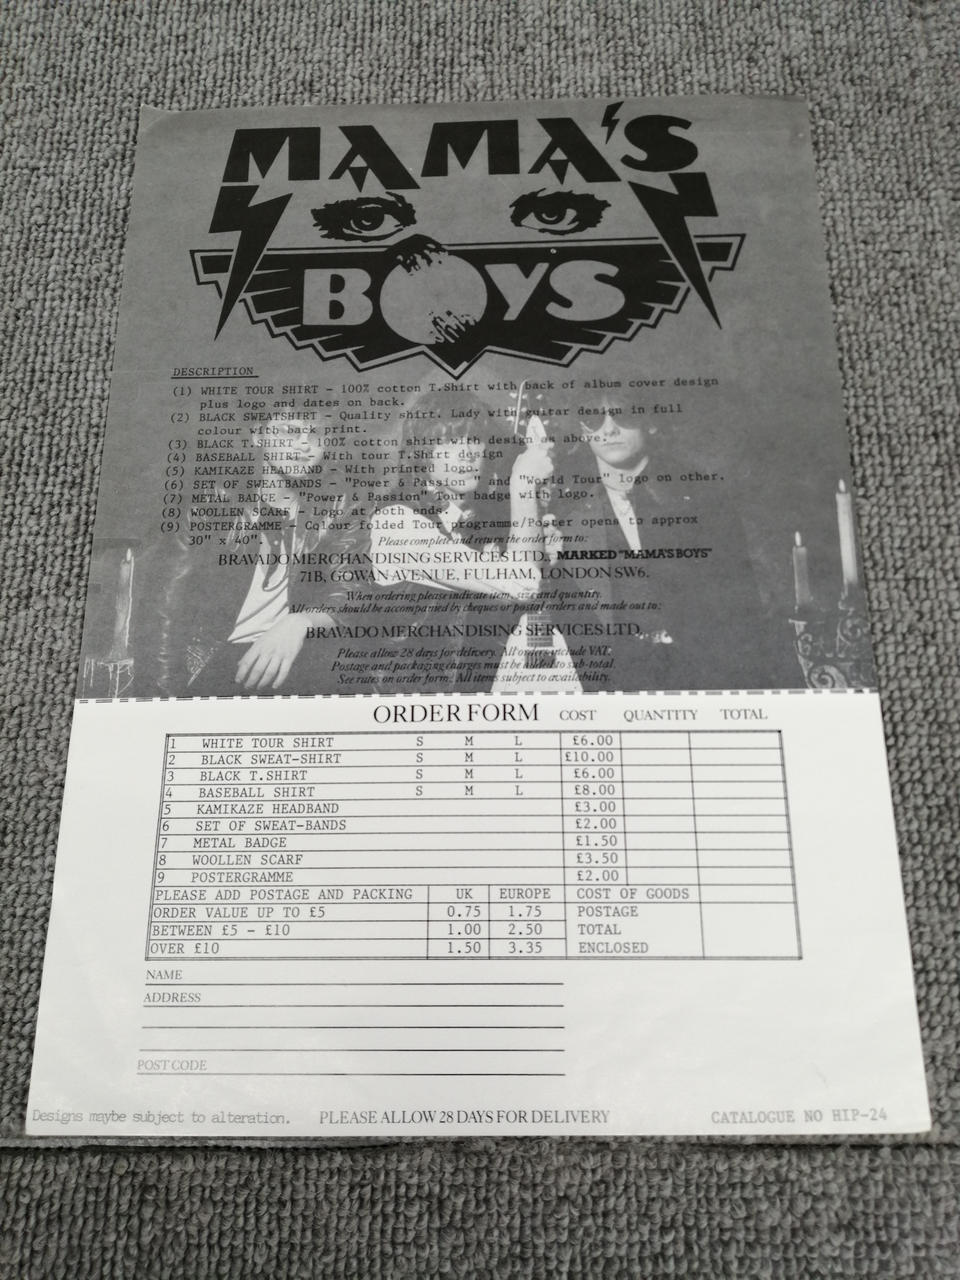 MAMA'S
BOYS
DESCRIPTION
(1) WHITE TOUR SHIRT - 100% cotton T.Shirt with back of album cover design
plus logo and dates on back.
(2) BLACK SWEATSHIRT - Quality shirt. Lady with guitar design in full
colour with back print.
(3) BLACK T.SHIRT - 100% cotton shirt with design as above.
(4) BASEBALL SHIRT - With tour T.Shirt design
(5) KAMIKAZE HEADBAND - With printed logo.
(6) SET OF SWEATBANDS - "Power & Passion " and "World Tour" logo on other.
(7) METAL BADGE - "Power & Passion" Tour badge with logo.
(8) WOOLLEN SCARF - Logo at both ends.
(9) POSTERGRAMME - Colour folded Tour programme/Poster opens to approx
30" x 40".
Please complete and return the order form to:
BRAVADO MERCHANDISING SERVICES LTD., MARKED "MAMA'S BOYS"
71B, GOWAN AVENUE, FULHAM, LONDON SW6.
When ordering please indicate item, size and quantity.
All orders should be accompanied by cheques or postal orders and made out to:
BRAVADO MERCHANDISING SERVICES LTD.
Please allow 28 days for delivery. All orders include VAT.
Postage and packaging charges must be added to sub-total.
See rates on order form. All items subject to availability.
ORDER FORM COST QUANTITY TOTAL
1 WHITE TOUR SHIRT S M L £6.00
2 BLACK SWEAT-SHIRT S M L £10.00
3 BLACK T.SHIRT S M L £6.00
4 BASEBALL SHIRT S M L £8.00
5 KAMIKAZE HEADBAND £3.00
6 SET OF SWEAT-BANDS £2.00
7 METAL BADGE £1.50
8 WOOLLEN SCARF £3.50
9 POSTERGRAMME £2.00
PLEASE ADD POSTAGE AND PACKING UK EUROPE COST OF GOODS
ORDER VALUE UP TO £5 0.75 1.75 POSTAGE
BETWEEN £5 - £10 1.00 2.50 TOTAL
OVER £10 1.50 3.35 ENCLOSED
NAME
ADDRESS
POST CODE
Designs maybe subject to alteration. PLEASE ALLOW 28 DAYS FOR DELIVERY CATALOGUE NO HIP-24